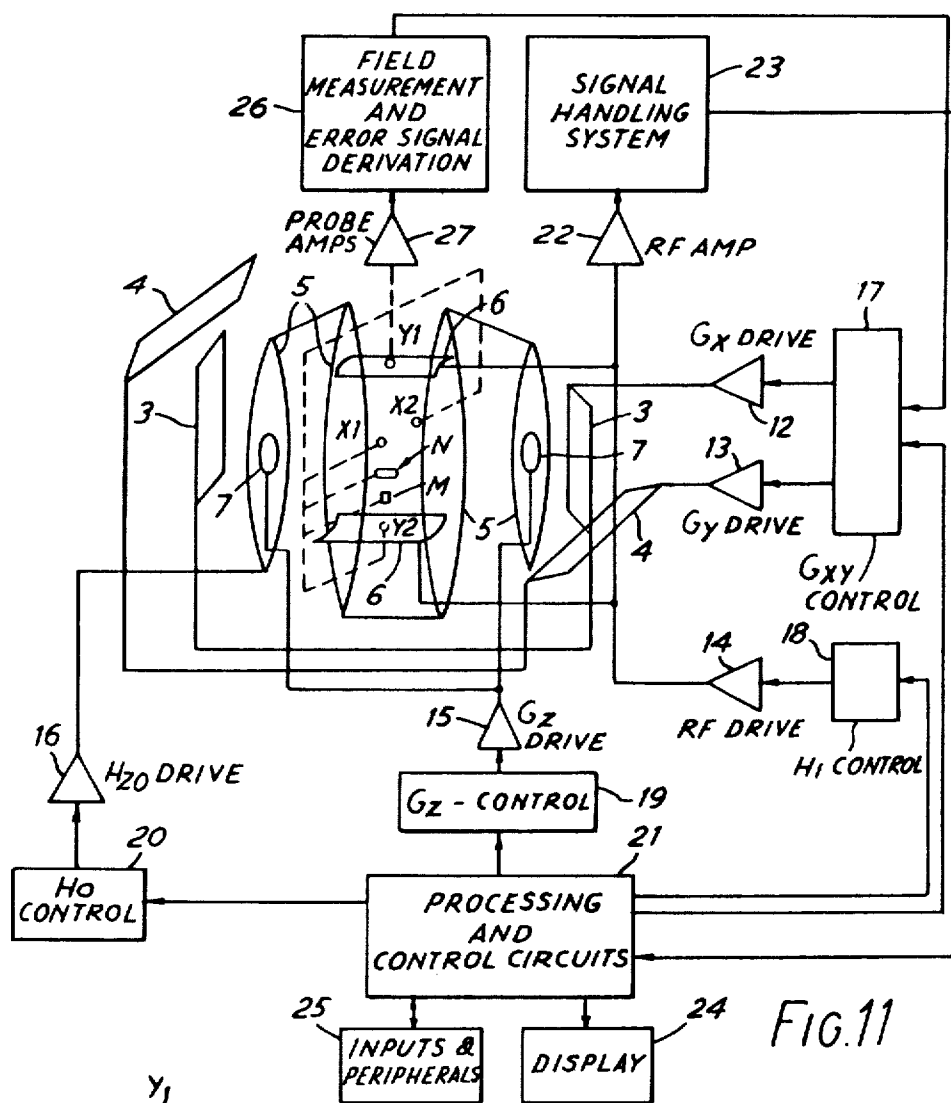 FIELD
MEASUREMENT
AND
ERROR SIGNAL
DERIVATION
26
SIGNAL
HANDLING
SYSTEM
23
PROBE
AMPS
27
22
RF AMP
4
5
6
3
Y1
X1
X2
N
M
Y2
6
7
5
7
3
4
GX DRIVE
12
13
Gy DRIVE
17
GXY
CONTROL
14
RF DRIVE
18
H1 CONTROL
15
GZ
DRIVE
16
HZ0 DRIVE
GZ - CONTROL
19
20
Ho
CONTROL
21
PROCESSING
AND
CONTROL CIRCUITS
25
INPUTS &
PERIPHERALS
24
DISPLAY
FIG.11
Y1